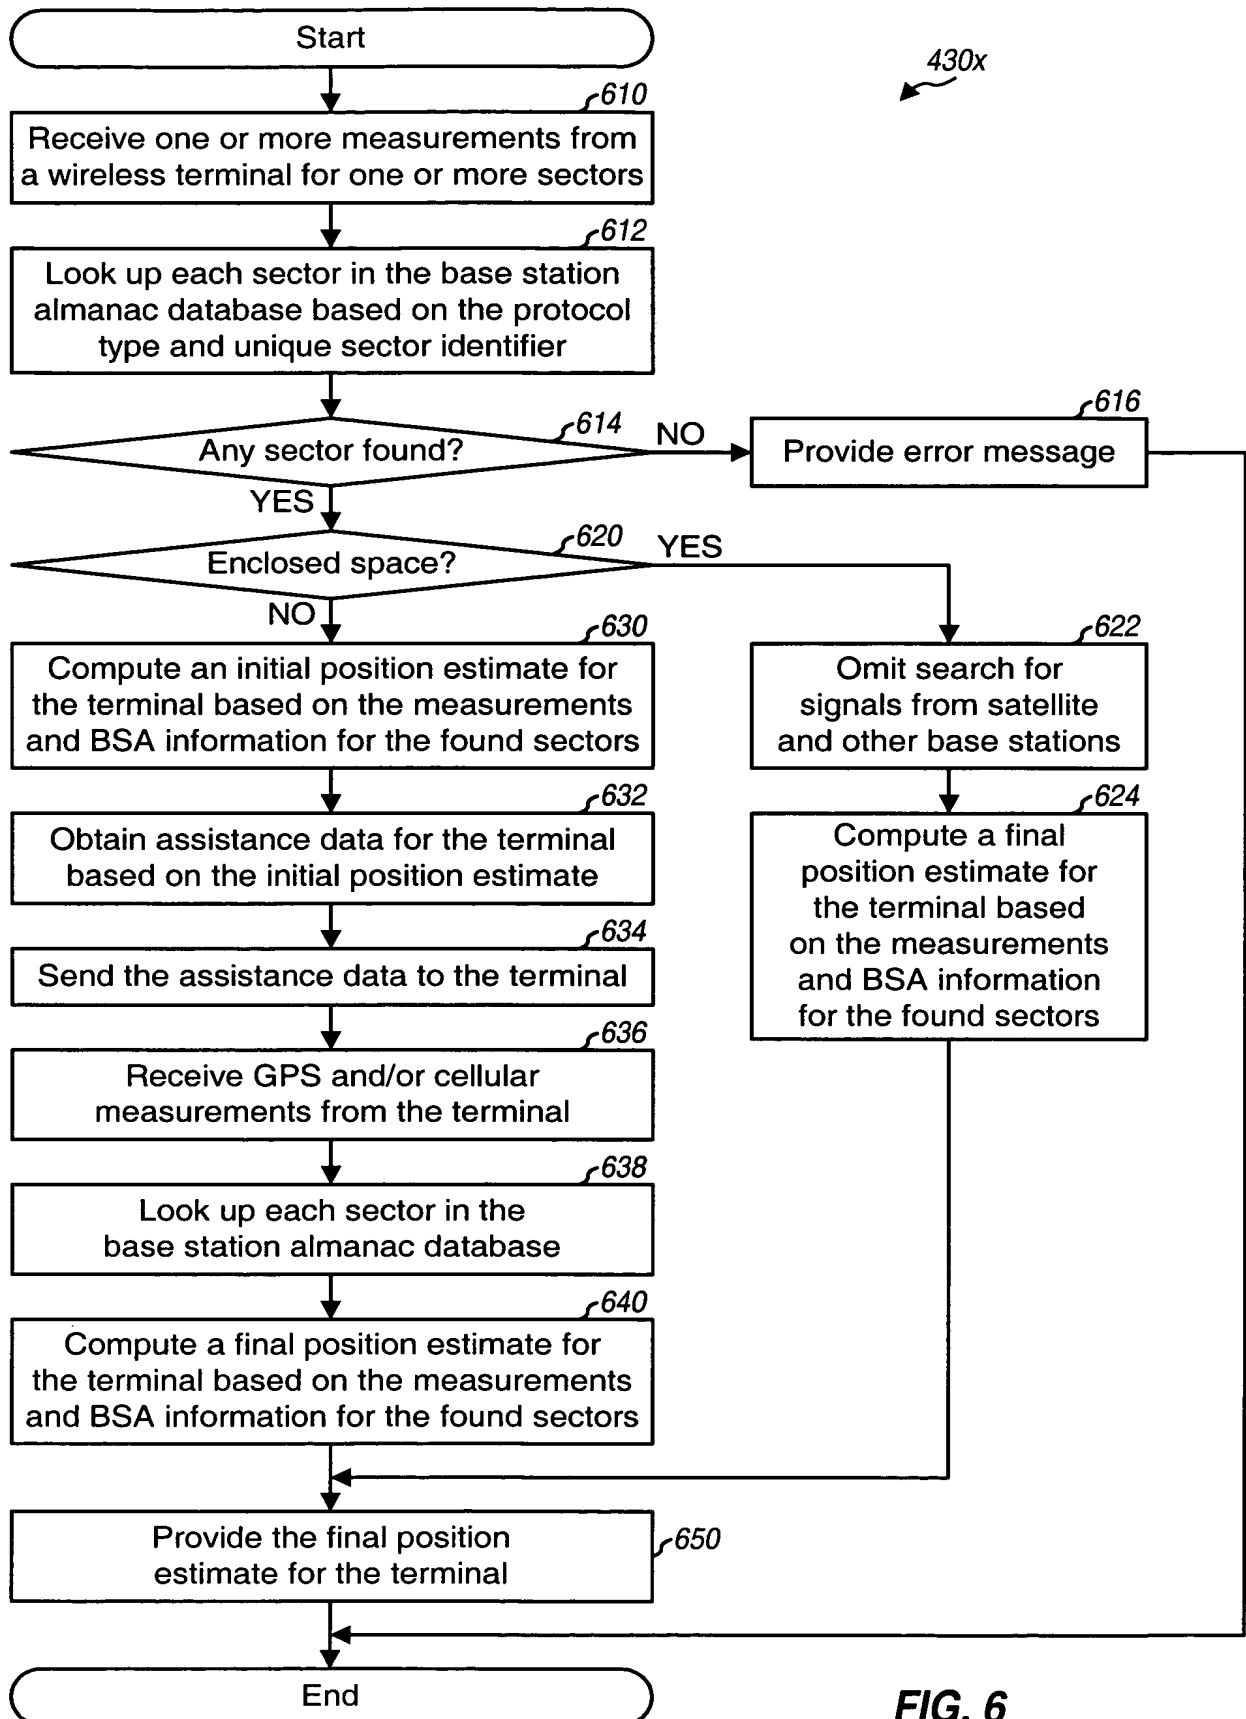 Start
430x
610
Receive one or more measurements from
a wireless terminal for one or more sectors
612
Look up each sector in the base station
almanac database based on the protocol
type and unique sector identifier
614
Any sector found?
NO
616
Provide error message
YES
620
Enclosed space?
YES
NO
630
Compute an initial position estimate for
the terminal based on the measurements
and BSA information for the found sectors
622
Omit search for
signals from satellite
and other base stations
632
Obtain assistance data for the terminal
based on the initial position estimate
624
Compute a final
position estimate for
the terminal based
on the measurements
and BSA information
for the found sectors
634
Send the assistance data to the terminal
636
Receive GPS and/or cellular
measurements from the terminal
638
Look up each sector in the
base station almanac database
640
Compute a final position estimate for
the terminal based on the measurements
and BSA information for the found sectors
Provide the final position
estimate for the terminal
650
End
FIG. 6